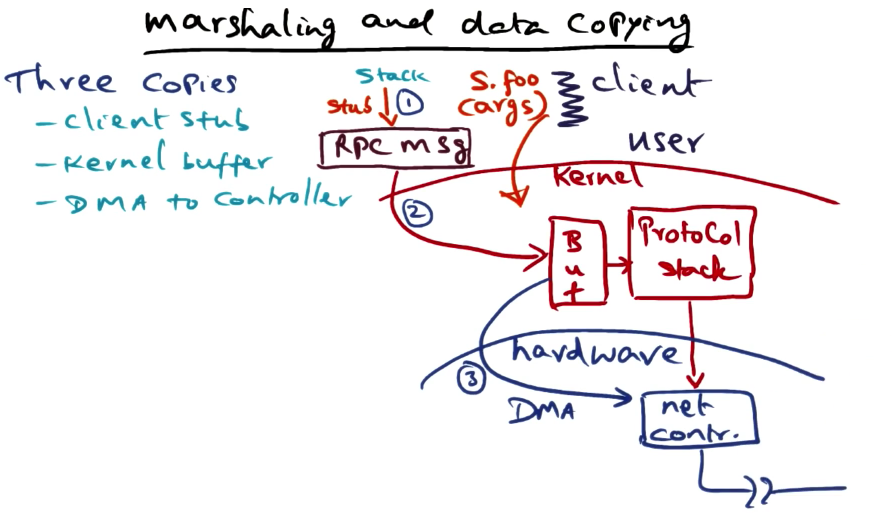 marshaling and data copying
Three Copies
- Client stub
- Kernel buffer
- DMA to Controller
Stack
stub ①
RPC msg
S.foo
(args)
client
user
Kernel
②
Buf
Protocol
stack
hardware
③
DMA
net
contr.